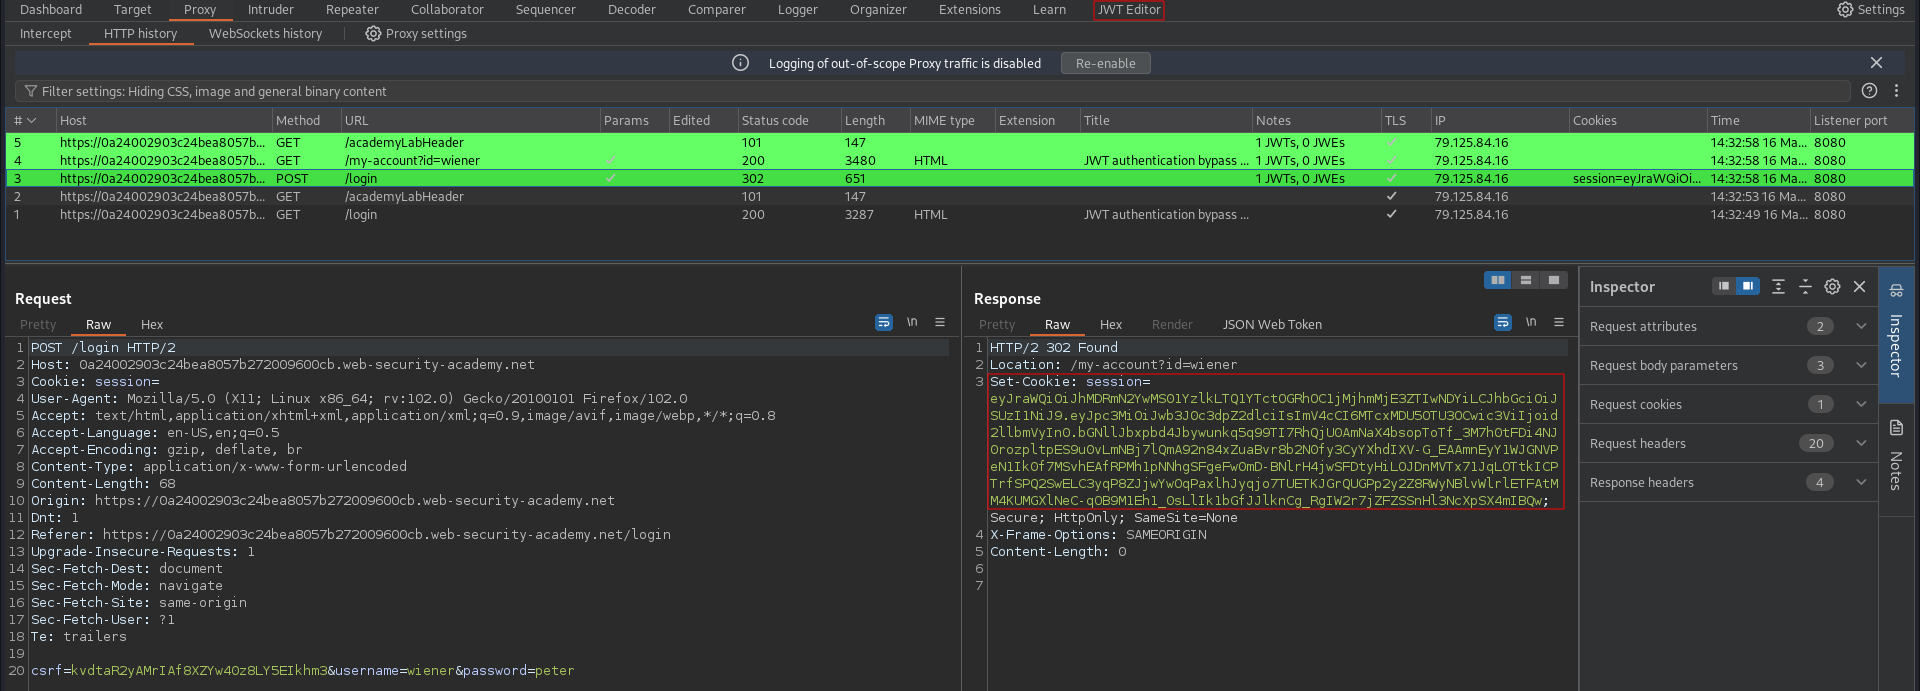 Dashboard Target Proxy Intruder Repeater Collaborator Sequencer Decoder Comparer Logger Organizer Extensions Learn JWT Editor Settings
Intercept HTTP history WebSockets history Proxy settings
Logging of out-of-scope Proxy traffic is disabled Re-enable
Filter settings: Hiding CSS, image and general binary content
# Host Method URL Params Edited Status code Length MIME type Extension Title Notes TLS IP Cookies Time Listener port
5 https://0a24002903c24bea8057b... GET /academyLabHeader 101 147 1 JWTs, 0 JWEs 79.125.84.16 14:32:58 16 Ma... 8080
4 https://0a24002903c24bea8057b... GET /my-account?id=wiener 200 3480 HTML JWT authentication bypass ... 1 JWTs, 0 JWEs 79.125.84.16 14:32:58 16 Ma... 8080
3 https://0a24002903c24bea8057b... POST /login 302 651 1 JWTs, 0 JWEs 79.125.84.16 session=eyJraWQiOi... 14:32:58 16 Ma... 8080
2 https://0a24002903c24bea8057b... GET /academyLabHeader 101 147 79.125.84.16 14:32:53 16 Ma... 8080
1 https://0a24002903c24bea8057b... GET /login 200 3287 HTML JWT authentication bypass ... 79.125.84.16 14:32:49 16 Ma... 8080
Request
Pretty Raw Hex \n
1 POST /login HTTP/2
2 Host: 0a24002903c24bea8057b272009600cb.web-security-academy.net
3 Cookie: session=
4 User-Agent: Mozilla/5.0 (X11; Linux x86_64; rv:102.0) Gecko/20100101 Firefox/102.0
5 Accept: text/html,application/xhtml+xml,application/xml;q=0.9,image/avif,image/webp,*/*;q=0.8
6 Accept-Language: en-US,en;q=0.5
7 Accept-Encoding: gzip, deflate, br
8 Content-Type: application/x-www-form-urlencoded
9 Content-Length: 68
10 Origin: https://0a24002903c24bea8057b272009600cb.web-security-academy.net
11 Dnt: 1
12 Referer: https://0a24002903c24bea8057b272009600cb.web-security-academy.net/login
13 Upgrade-Insecure-Requests: 1
14 Sec-Fetch-Dest: document
15 Sec-Fetch-Mode: navigate
16 Sec-Fetch-Site: same-origin
17 Sec-Fetch-User: ?1
18 Te: trailers
19
20 csrf=kvdtaR2yAMrIAf8XZYw40z8LY5EIkhm3&username=wiener&password=peter
Response
Pretty Raw Hex Render JSON Web Token \n
1 HTTP/2 302 Found
2 Location: /my-account?id=wiener
3 Set-Cookie: session=
eyJraWQiOiJhMDRmN2YwMS01YzlkLTQ1YTctOGRhOC1jMjhmMjE3ZTIwNDYiLCJhbGciOiJ
SUzI1NiJ9.eyJpc3MiOiJwb3J0c3dpZ2dlciIsImV4cCI6MTcxMDU5OTU3OCwic3ViIjoid
2llbmVyIn0.bGNllJbxpbd4Jbywunkq5q99TI7RhQjUOAmNaX4bsopToTf_3M7hOtFDi4NJ
Secure; HttpOnly; SameSite=None
4 X-Frame-Options: SAMEORIGIN
5 Content-Length: 0
6
7
Inspector
Request attributes 2
Request body parameters 3
Request cookies 1
Request headers 20
Response headers 4
Inspector
Notes